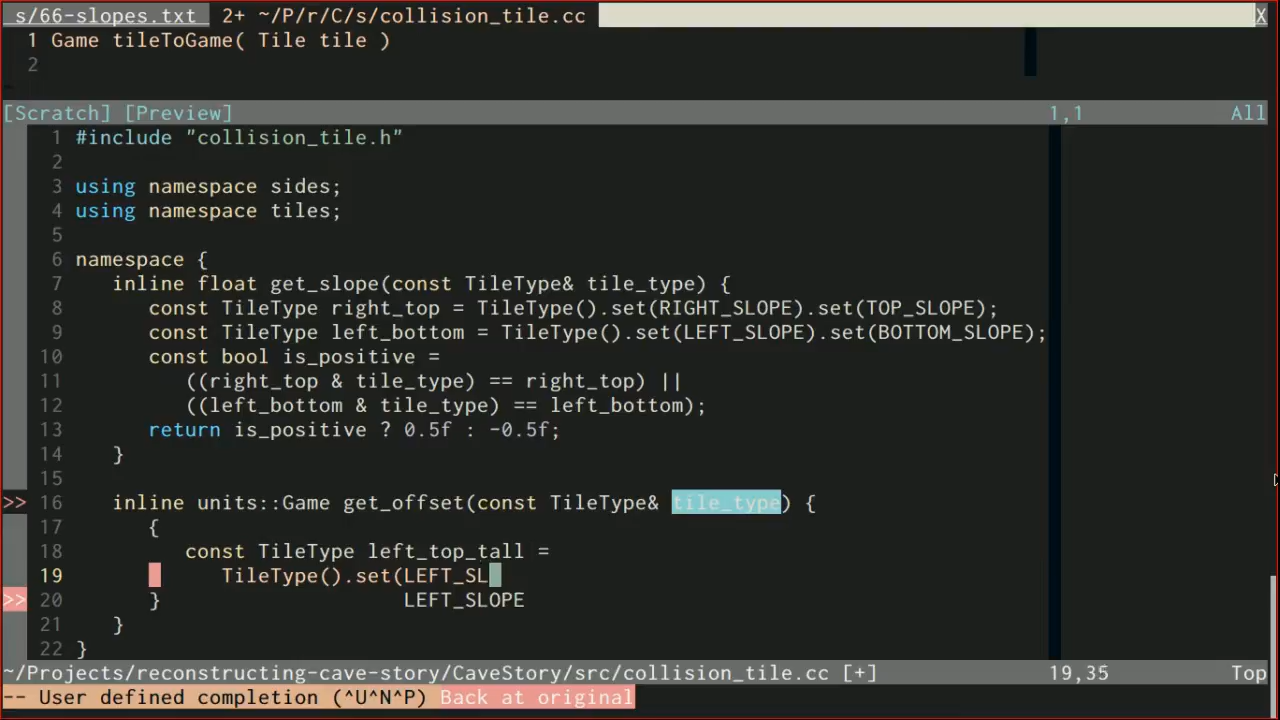 s/66-slopes.txt 2+ ~/P/r/C/s/collision_tile.cc X
1 Game tileToGame( Tile tile )
2
[Scratch] [Preview] 1,1 All
1 #include "collision_tile.h"
2
3 using namespace sides;
4 using namespace tiles;
5
6 namespace {
7 inline float get_slope(const TileType& tile_type) {
8 const TileType right_top = TileType().set(RIGHT_SLOPE).set(TOP_SLOPE);
9 const TileType left_bottom = TileType().set(LEFT_SLOPE).set(BOTTOM_SLOPE);
10 const bool is_positive =
11 ((right_top & tile_type) == right_top) ||
12 ((left_bottom & tile_type) == left_bottom);
13 return is_positive ? 0.5f : -0.5f;
14 }
15
>> 16 inline units::Game get_offset(const TileType& tile_type) {
17 {
18 const TileType left_top_tall =
19 TileType().set(LEFT_SL
>> 20 } LEFT_SLOPE
21 }
22 }
~/Projects/reconstructing-cave-story/CaveStory/src/collision_tile.cc [+] 19,35 Top
-- User defined completion (^U^N^P) Back at original